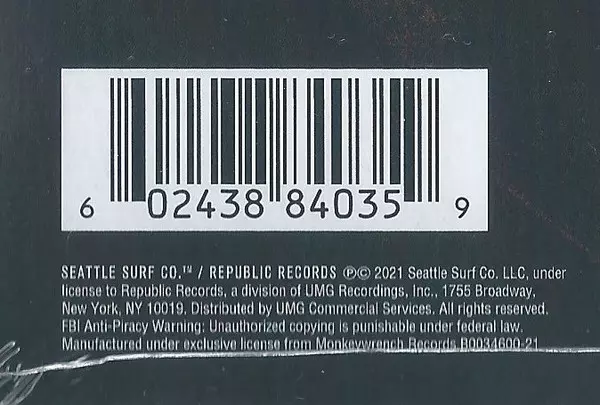 6 02438 84035 9
SEATTLE SURF CO.™ / REPUBLIC RECORDS ℗© 2021 Seattle Surf Co. LLC, under
license to Republic Records, a division of UMG Recordings, Inc., 1755 Broadway,
New York, NY 10019. Distributed by UMG Commercial Services. All rights reserved.
FBI Anti-Piracy Warning: Unauthorized copying is punishable under federal law.
Manufactured under exclusive license from Monkeywrench Records B0034600-21